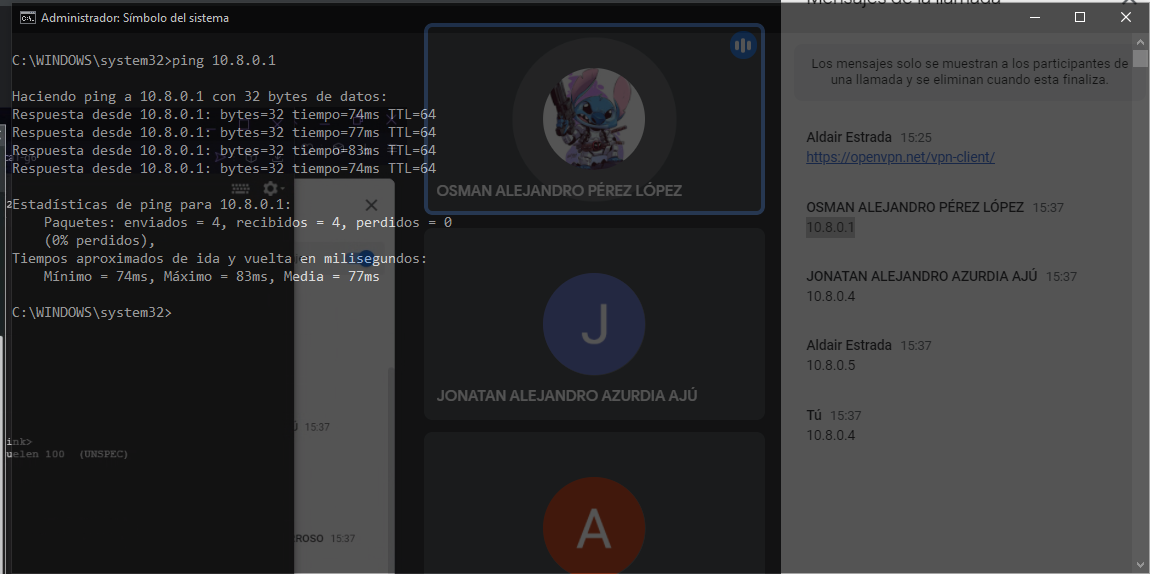 Administrador: Símbolo del sistema
C:\WINDOWS\system32>ping 10.8.0.1
Haciendo ping a 10.8.0.1 con 32 bytes de datos:
Respuesta desde 10.8.0.1: bytes=32 tiempo=74ms TTL=64
Respuesta desde 10.8.0.1: bytes=32 tiempo=77ms TTL=64
Respuesta desde 10.8.0.1: bytes=32 tiempo=83ms TTL=64
Respuesta desde 10.8.0.1: bytes=32 tiempo=74ms TTL=64
Estadísticas de ping para 10.8.0.1:
Paquetes: enviados = 4, recibidos = 4, perdidos = 0
(0% perdidos),
Tiempos aproximados de ida y vuelta en milisegundos:
Mínimo = 74ms, Máximo = 83ms, Media = 77ms
C:\WINDOWS\system32>
15:37
ink>
uelen 100 (UNSPEC)
ROSO 15:37
OSMAN ALEJANDRO PÉREZ LÓPEZ
J
JONATAN ALEJANDRO AZURDIA AJÚ
A
Mensajes de la llamada
Los mensajes solo se muestran a los participantes de
una llamada y se eliminan cuando esta finaliza.
Aldair Estrada 15:25
https://openvpn.net/vpn-client/
OSMAN ALEJANDRO PÉREZ LÓPEZ 15:37
10.8.0.1
JONATAN ALEJANDRO AZURDIA AJÚ 15:37
10.8.0.4
Aldair Estrada 15:37
10.8.0.5
Tú 15:37
10.8.0.4